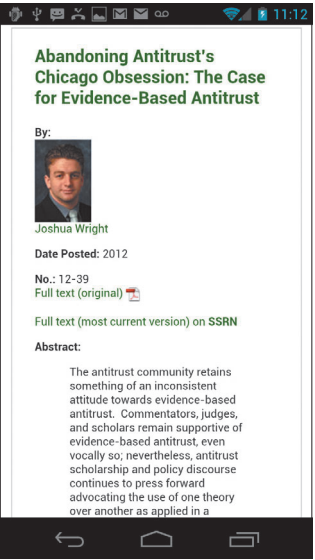 11:12
Abandoning Antitrust's
Chicago Obsession: The Case
for Evidence-Based Antitrust
By:
Joshua Wright
Date Posted: 2012
No.: 12-39
Full text (original)
Full text (most current version) on SSRN
Abstract:
The antitrust community retains
something of an inconsistent
attitude towards evidence-based
antitrust. Commentators, judges,
and scholars remain supportive of
evidence-based antitrust, even
vocally so; nevertheless, antitrust
scholarship and policy discourse
continues to press forward
advocating the use of one theory
over another as applied in a